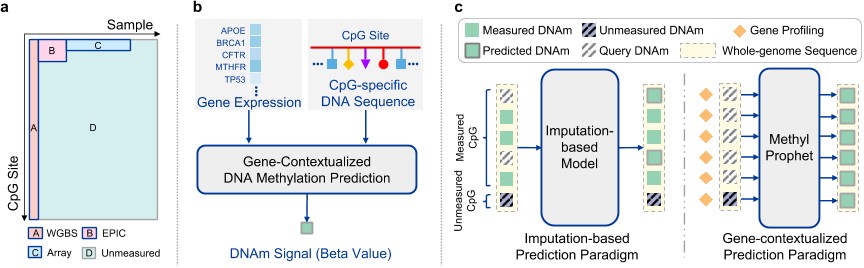 a
Sample
CpG Site
A
B
C
D
A WGBS
B EPIC
C Array
D Unmeasured
b
APOE
BRCA1
CFTR
MTHFR
TP53
Gene Expression
CpG Site
CpG-specific
DNA Sequence
Gene-Contextualized
DNA Methylation Prediction
DNAm Signal (Beta Value)
c
Measured DNAm
Unmeasured DNAm
Gene Profiling
Predicted DNAm
Query DNAm
Whole-genome Sequence
Measured
CpG
Unmeasured
CpG
Imputation-
based
Model
Imputation-based
Prediction Paradigm
Methyl
Prophet
Gene-contextualized
Prediction Paradigm